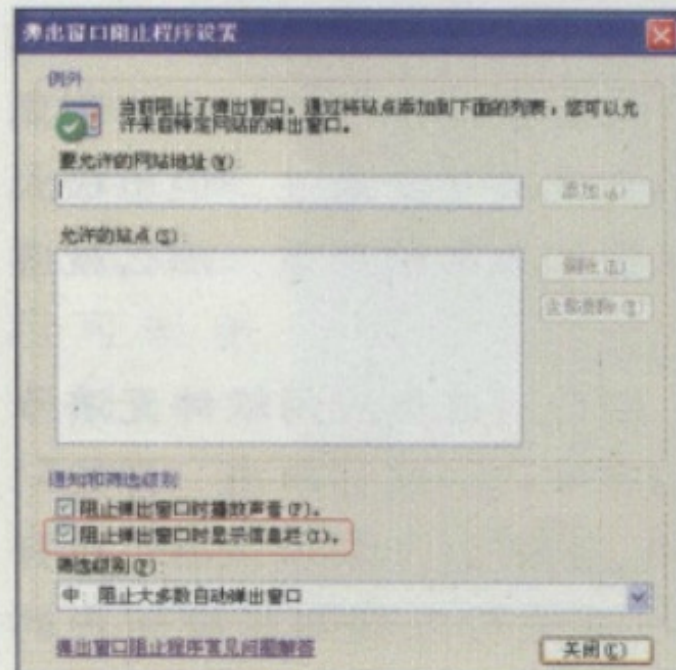 弹出窗口阻止程序设置
例外
当前阻止了弹出窗口。通过将站点添加到下面的列表，您可以允
许来自特定网站的弹出窗口。
要允许的网站地址(W):
添加(A)
允许的站点(S):
删除(R)
全部删除(E)
通知和筛选级别
阻止弹出窗口时播放声音(P)。
阻止弹出窗口时显示信息栏(I)。
筛选级别(F):
中: 阻止大多数自动弹出窗口
弹出窗口阻止程序常见问题解答
关闭(C)